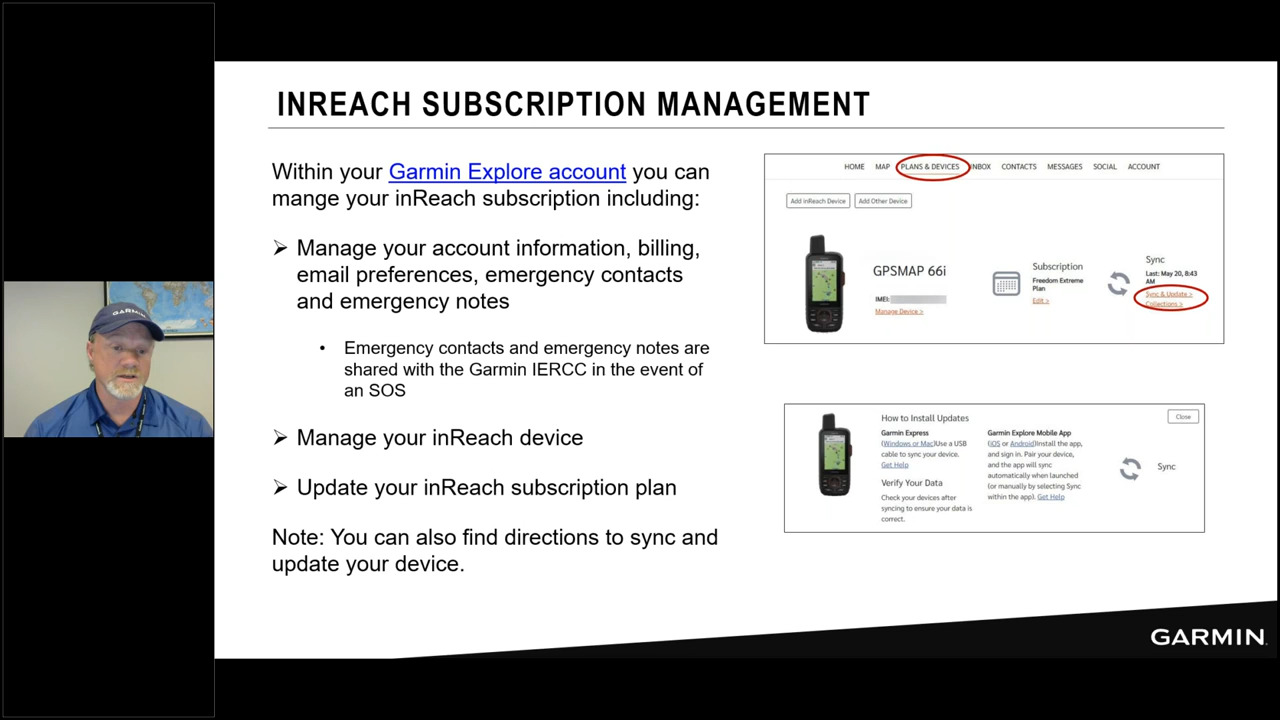 INREACH SUBSCRIPTION MANAGEMENT
Within your Garmin Explore account you can
mange your inReach subscription including:
➢ Manage your account information, billing,
email preferences, emergency contacts
and emergency notes
• Emergency contacts and emergency notes are
shared with the Garmin IERCC in the event of
an SOS
➢ Manage your inReach device
➢ Update your inReach subscription plan
Note: You can also find directions to sync and
update your device.
HOME MAP PLANS & DEVICES INBOX CONTACTS MESSAGES SOCIAL ACCOUNT
Add inReach Device Add Other Device
GPSMAP 66i
IMEI:
Manage Device >
Subscription
Freedom Extreme
Plan
Edit >
Sync
Last: May 20, 8:43
AM
Sync & Update >
Collections >
How to Install Updates
Close
Garmin Express
(Windows or Mac)Use a USB
cable to sync your device.
Get Help
Verify Your Data
Check your devices after
syncing to ensure your data is
correct.
Garmin Explore Mobile App
(iOS or Android)Install the app,
and sign in. Pair your device,
and the app will sync
automatically when launched
(or manually by selecting Sync
within the app). Get Help
Sync
GARMIN
GARMIN